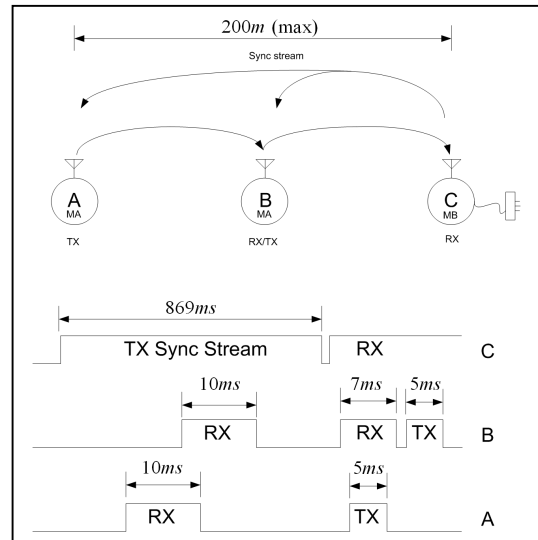 200m (max)
Sync stream
A
MA
B
MA
C
MB
TX
RX/TX
RX
869ms
TX Sync Stream
RX
C
10ms
7ms
5ms
RX
RX
TX
B
10ms
5ms
RX
TX
A